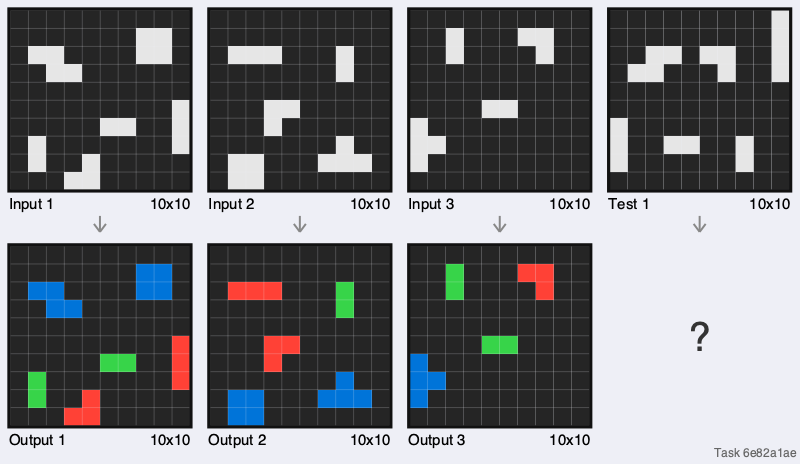 Input 1 10x10
Input 2 10x10
Input 3 10x10
Test 1 10x10
?
Output 1 10x10
Output 2 10x10
Output 3 10x10
Task 6e82a1ae